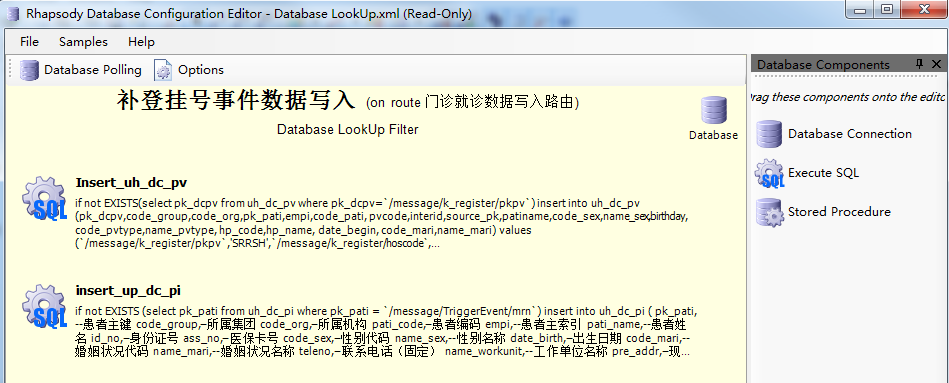 Rhapsody Database Configuration Editor - Database LookUp.xml (Read-Only)
File Samples Help
Database Polling Options
Database Components
补登挂号事件数据写入 (on route 门诊就诊数据写入路由)
Database LookUp Filter
Database
rag these components onto the edito
Database Connection
Execute SQL
Stored Procedure
Insert_uh_dc_pv
if not EXISTS(select pk_dcpv from uh_dc_pv where pk_dcpv=`/message/k_register/pkpv`) insert into uh_dc_pv
(pk_dcpv,code_group,code_org,pk_pati,empi,code_pati, pvcode,interid,source_pk,patiname,code_sex,name_sex,birthday,
code_pvtype,name_pvtype, hp_code,hp_name, date_begin, code_mari,name_mari) values
(`/message/k_register/pkpv`,'SRRSH',`/message/k_register/hoscode`,...
insert_up_dc_pi
if not EXISTS (select pk_pati from uh_dc_pi where pk_pati = `/message/TriggerEvent/mrn` ) insert into uh_dc_pi ( pk_pati,
--患者主键 code_group,--所属集团 code_org,--所属机构 pati_code,--患者编码 empi,--患者主索引 pati_name,--患者姓
名 id_no,--身份证号 ass_no,--医保卡号 code_sex,--性别代码 name_sex,--性别名称 date_birth,--出生日期 code_mari,--
婚姻状况代码 name_mari,--婚姻状况名称 teleno,--联系电话（固定） name_workunit,--工作单位名称 pre_addr,--现...
SQL
SQL
SQL